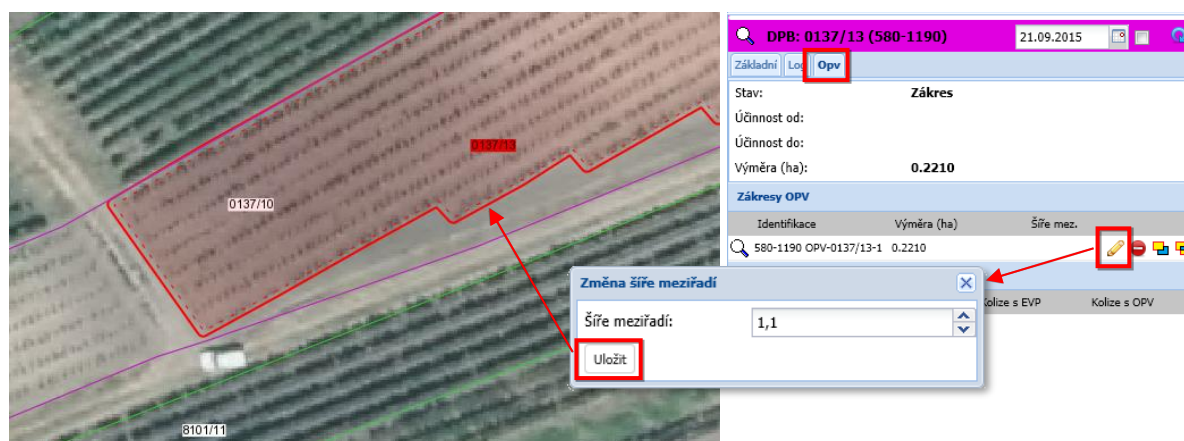 0137/13
0137/10
8101/11
DPB: 0137/13 (580-1190) 21.09.2015
Základní Log Opv
Stav: Zákres
Účinnost od:
Účinnost do:
Výměra (ha): 0.2210
Zákresy OPV
Identifikace Výměra (ha) Šíře mez.
580-1190 OPV-0137/13-1 0.2210
Kolize s EVP Kolize s OPV
Změna šíře meziřadí
Šíře meziřadí: 1,1
Uložit